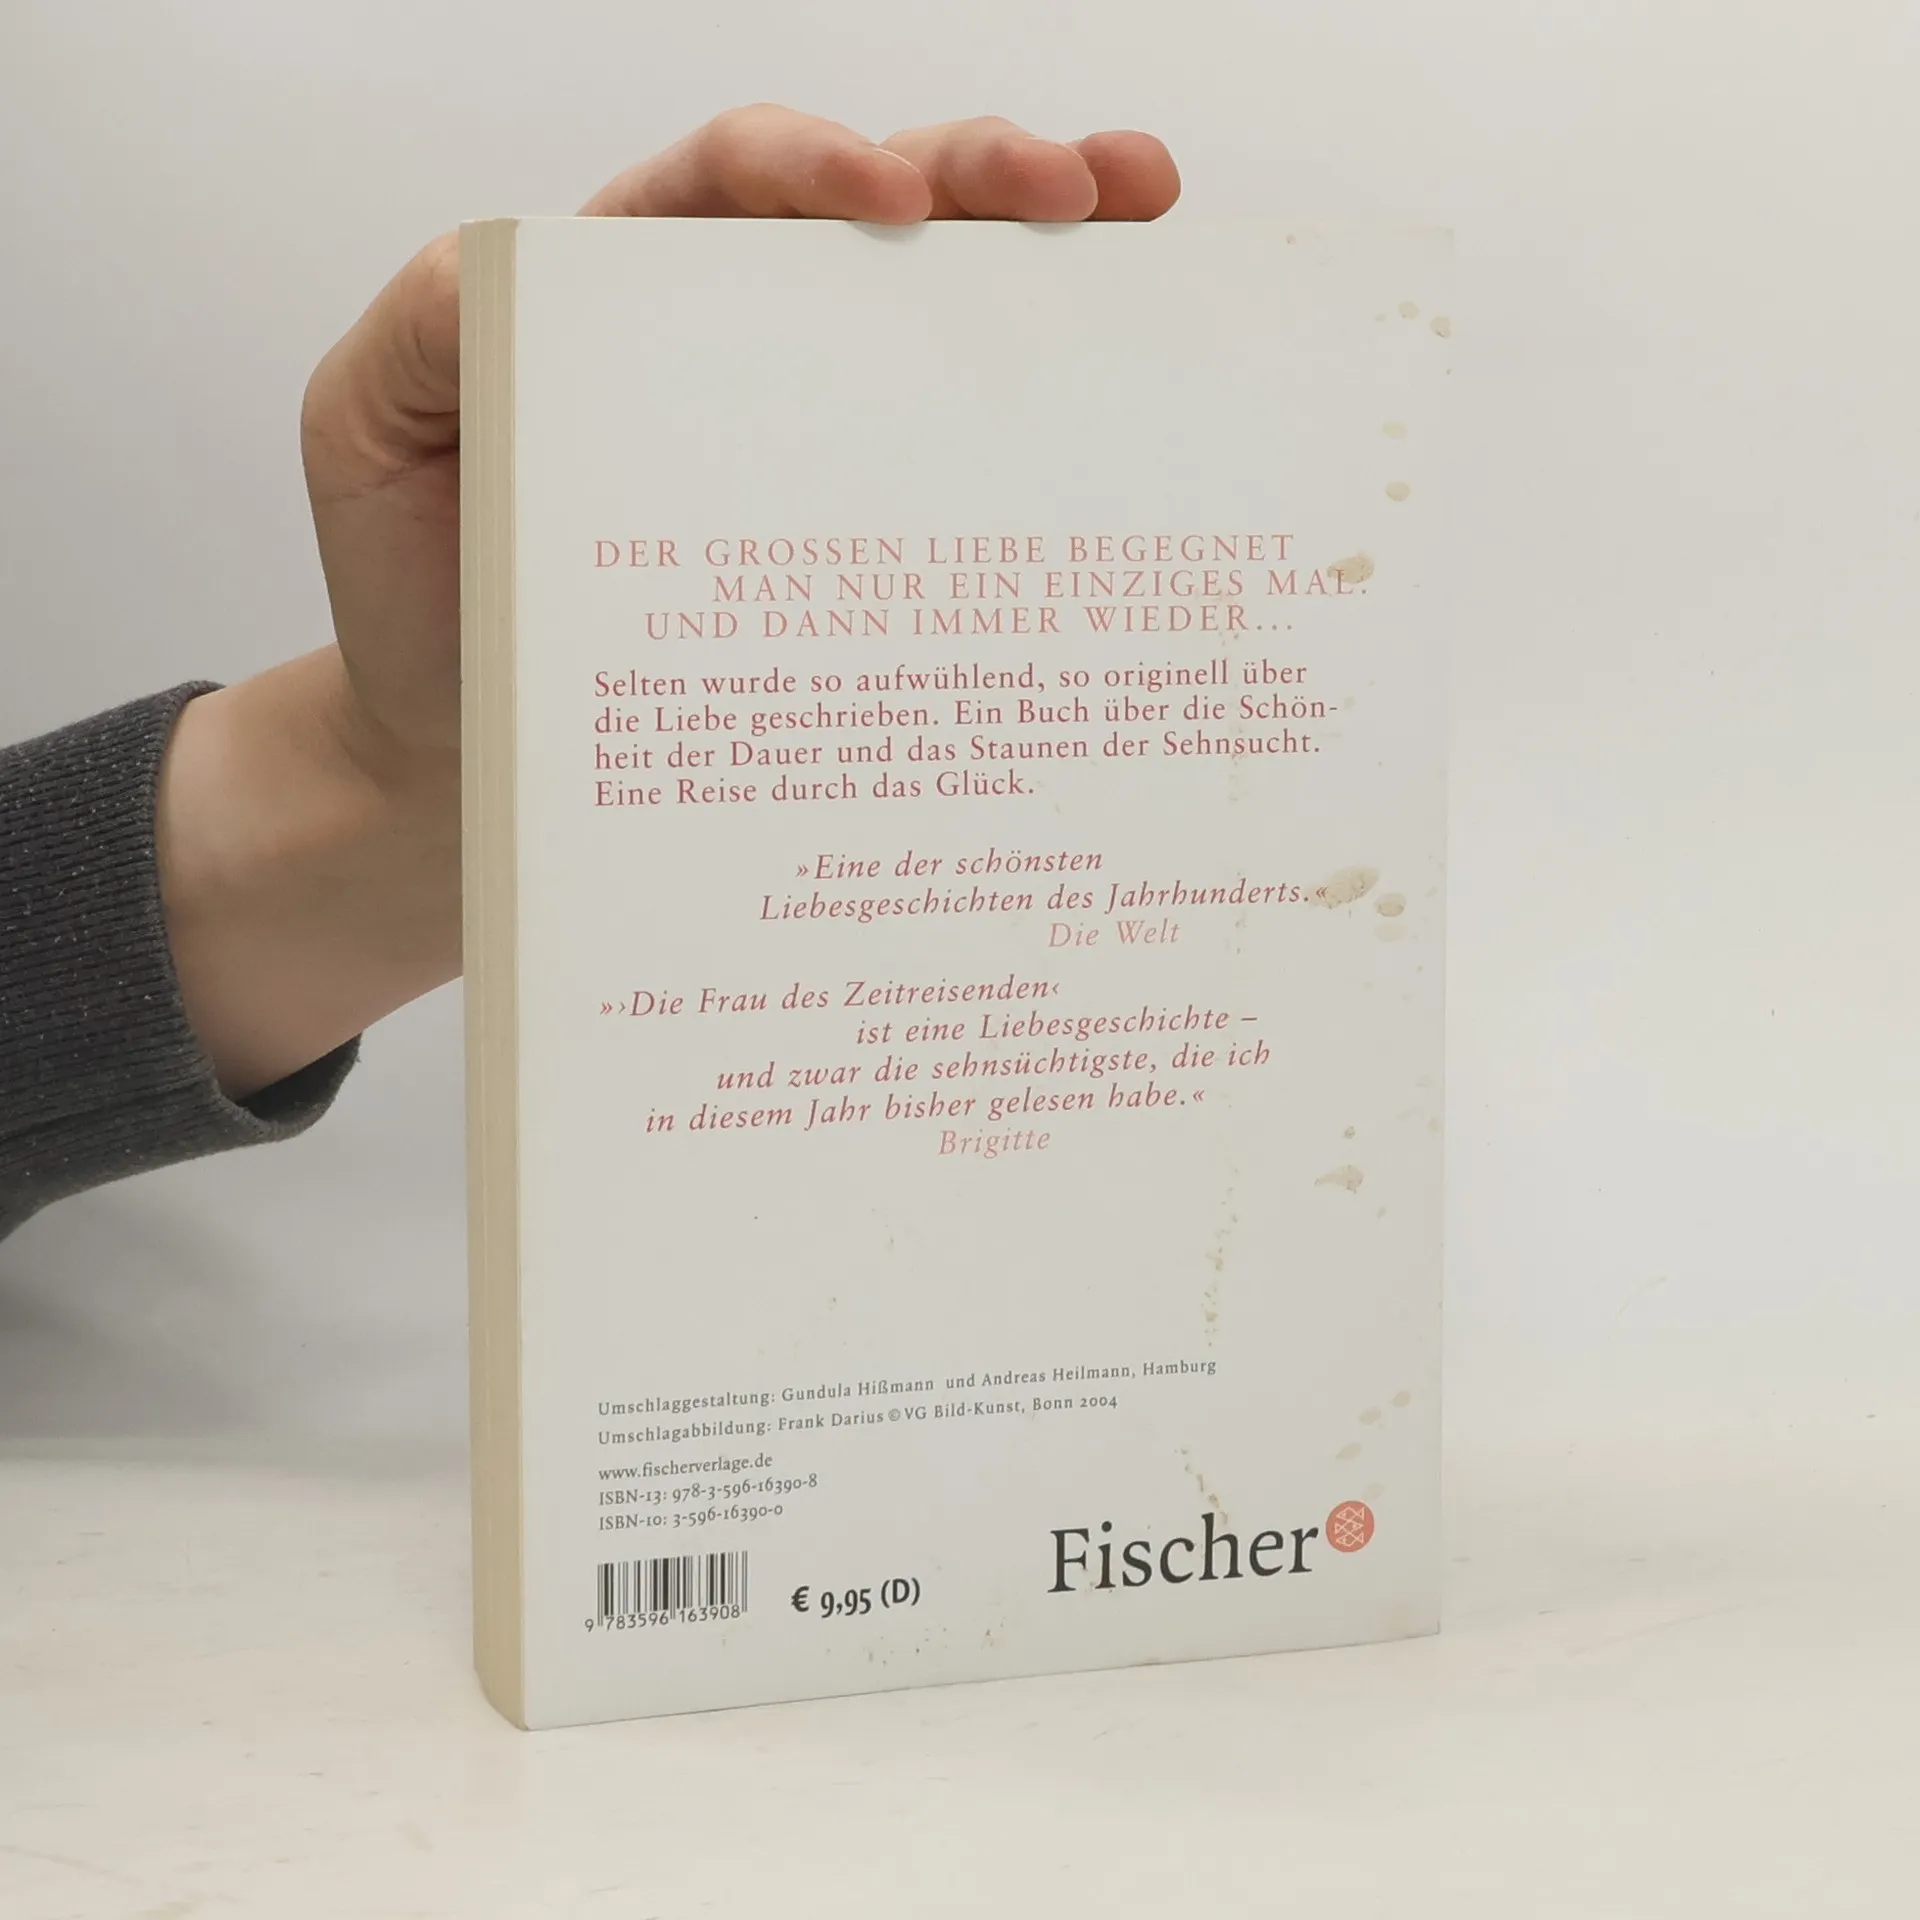 DER GROSSEN LIEBE BEGEGNET
MAN NUR EIN EINZIGES MAL.
UND DANN IMMER WIEDER...
Selten wurde so aufwühlend, so originell über
die Liebe geschrieben. Ein Buch über die Schön-
heit der Dauer und das Staunen der Sehnsucht.
Eine Reise durch das Glück.
»Eine der schönsten
Liebesgeschichten des Jahrhunderts.«
Die Welt
»›Die Frau des Zeitreisenden‹
ist eine Liebesgeschichte –
und zwar die sehnsüchtigste, die ich
in diesem Jahr bisher gelesen habe.«
Brigitte
Umschlaggestaltung: Gundula Hißmann und Andreas Heilmann, Hamburg
Umschlagabbildung: Frank Darius © VG Bild-Kunst, Bonn 2004
www.fischerverlage.de
ISBN-13: 978-3-596-16390-8
ISBN-10: 3-596-16390-0
9 783596 163908
€ 9,95 (D)
Fischer